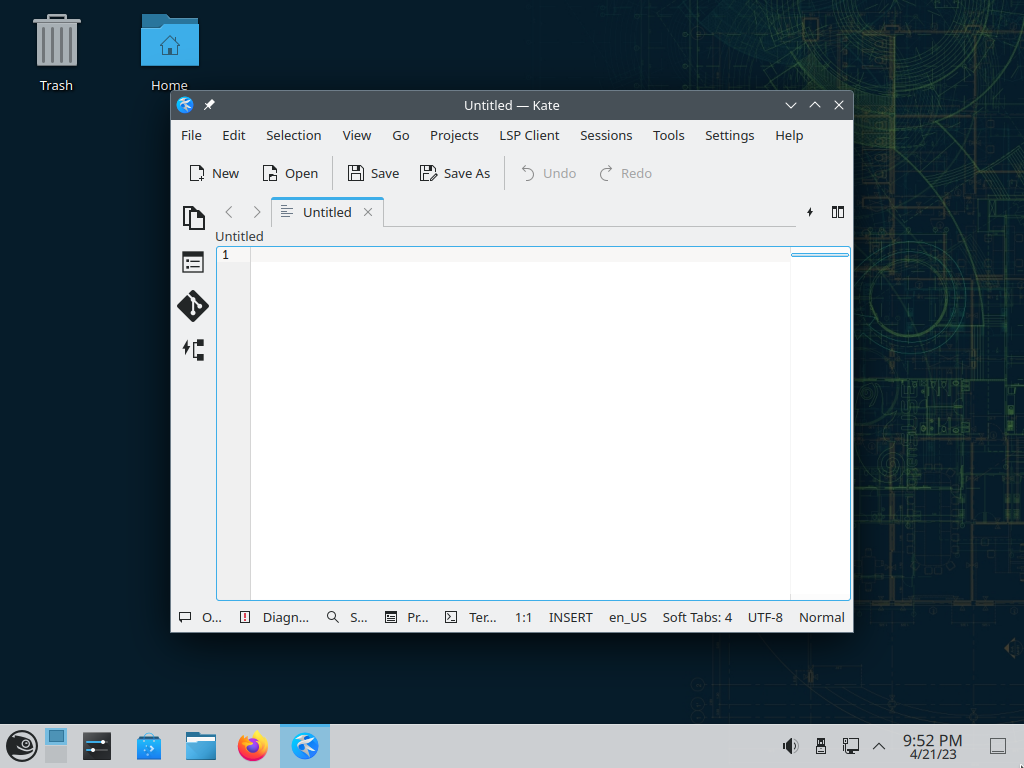 Trash
Home
Untitled — Kate
File Edit Selection View Go Projects LSP Client Sessions Tools Settings Help
New Open Save Save As Undo Redo
Untitled
Untitled
1
O... Diagn... S... Pr... Ter... 1:1 INSERT en_US Soft Tabs: 4 UTF-8 Normal
9:52 PM
4/21/23